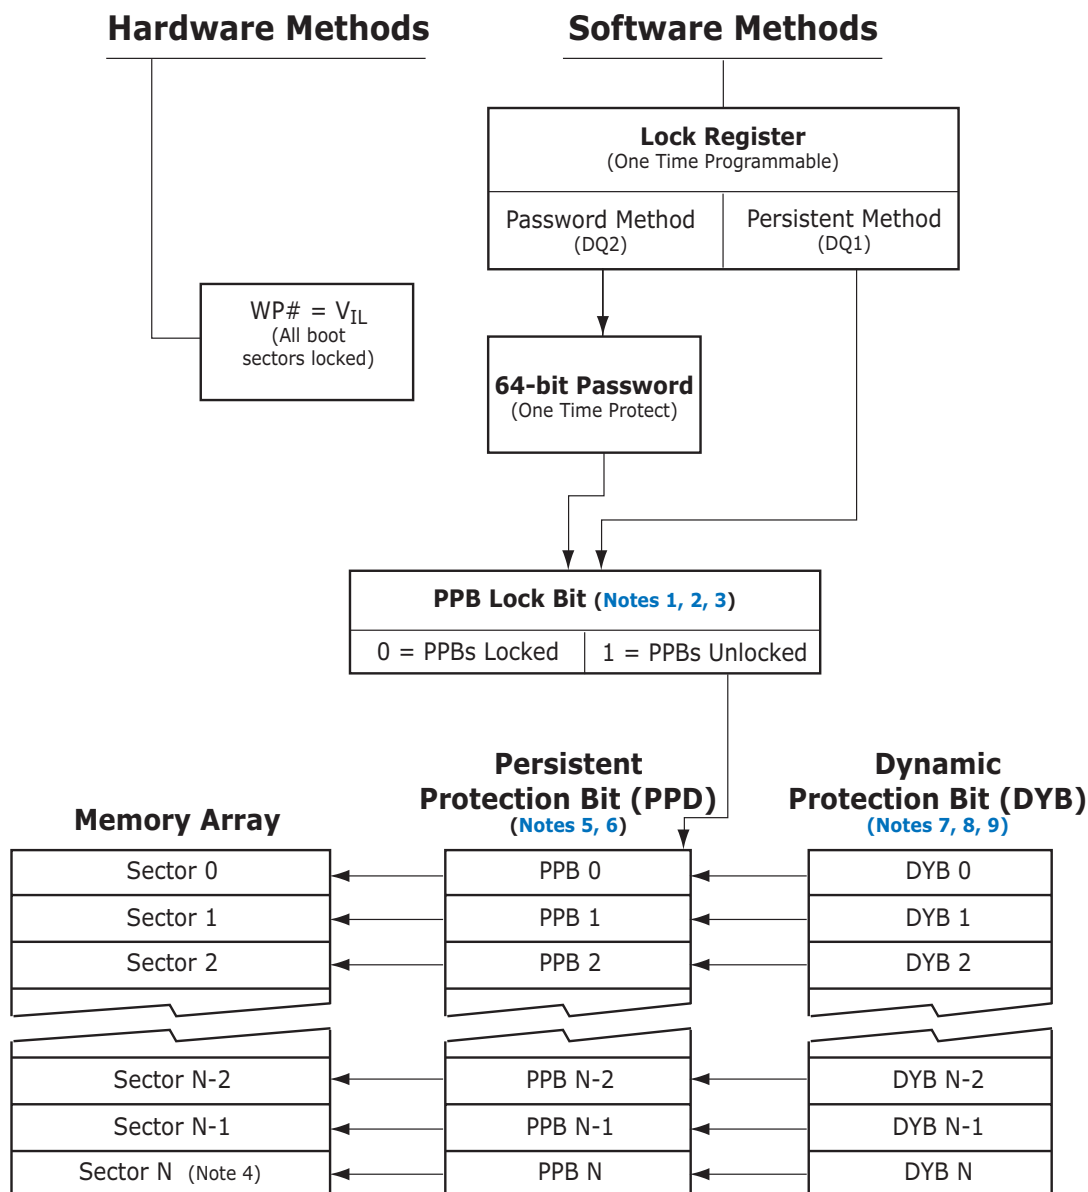 Hardware Methods
Software Methods
Lock Register
(One Time Programmable)
Password Method
(DQ2)
Persistent Method
(DQ1)
WP# = VIL
(All boot
sectors locked)
64-bit Password
(One Time Protect)
PPB Lock Bit (Notes 1, 2, 3)
0 = PPBs Locked
1 = PPBs Unlocked
Memory Array
Persistent
Protection Bit (PPD)
(Notes 5, 6)
Dynamic
Protection Bit (DYB)
(Notes 7, 8, 9)
Sector 0
PPB 0
DYB 0
Sector 1
PPB 1
DYB 1
Sector 2
PPB 2
DYB 2
Sector N-2
PPB N-2
DYB N-2
Sector N-1
PPB N-1
DYB N-1
Sector N (Note 4)
PPB N
DYB N